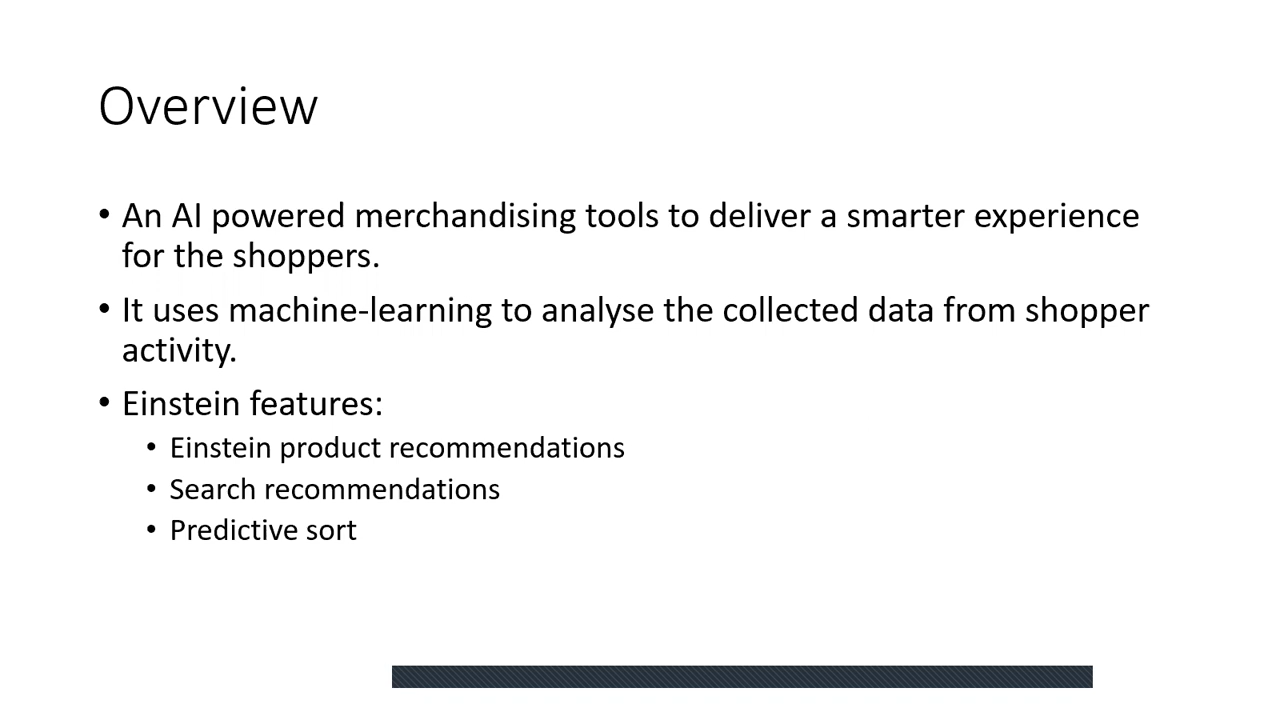 Overview
• An AI powered merchandising tools to deliver a smarter experience
for the shoppers.
• It uses machine-learning to analyse the collected data from shopper
activity.
• Einstein features:
• Einstein product recommendations
• Search recommendations
• Predictive sort